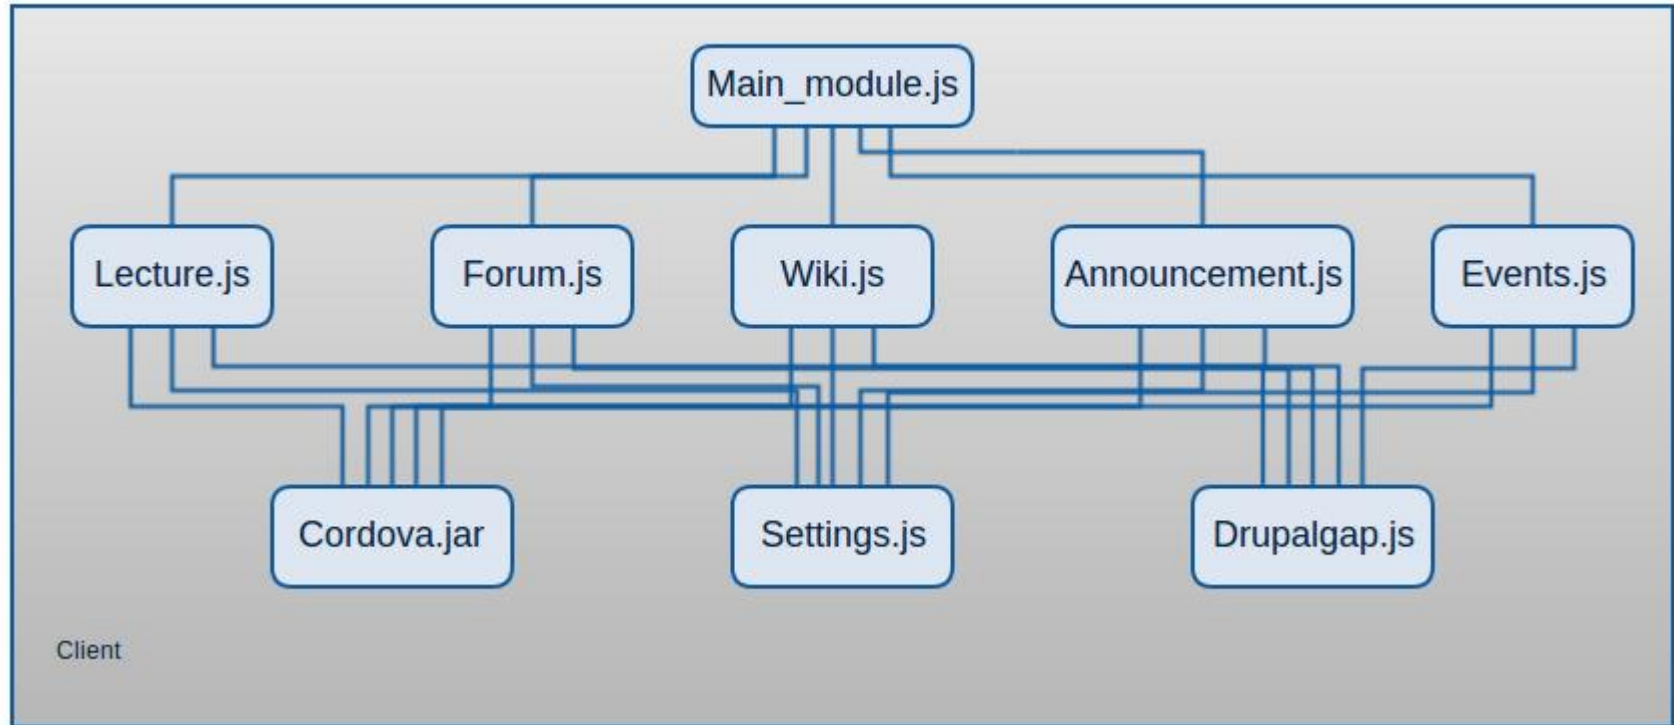 Main_module.js
Lecture.js
Forum.js
Wiki.js
Announcement.js
Events.js
Cordova.jar
Settings.js
Drupalgap.js
Client